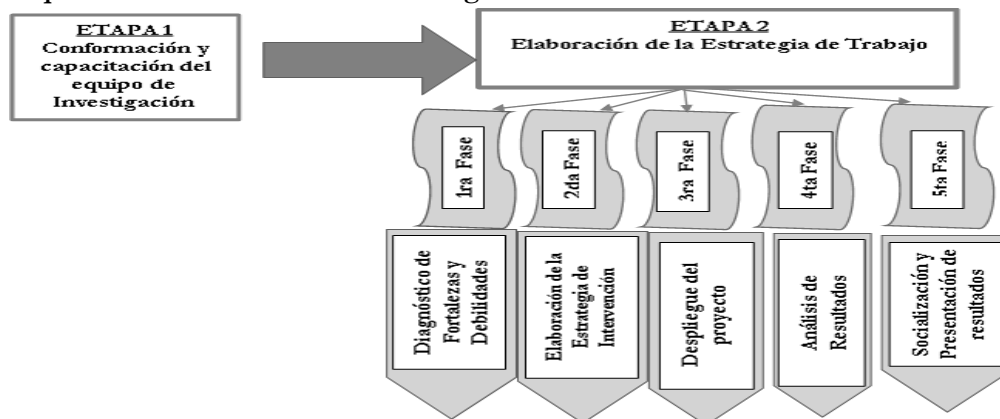 ETAPA 1
Conformación y
capacitación del
equipo de
Investigación
ETAPA 2
Elaboración de la Estrategia de Trabajo
1ra Fase
2da Fase
3ra Fase
4ta Fase
5ta Fase
Diagnóstico de
Fortalezas y
Debilidades
Elaboración de la
Estrategia de
Intervención
Despliegue del
proyecto
Análisis de
Resultados
Socialización y
Presentación de
resultados